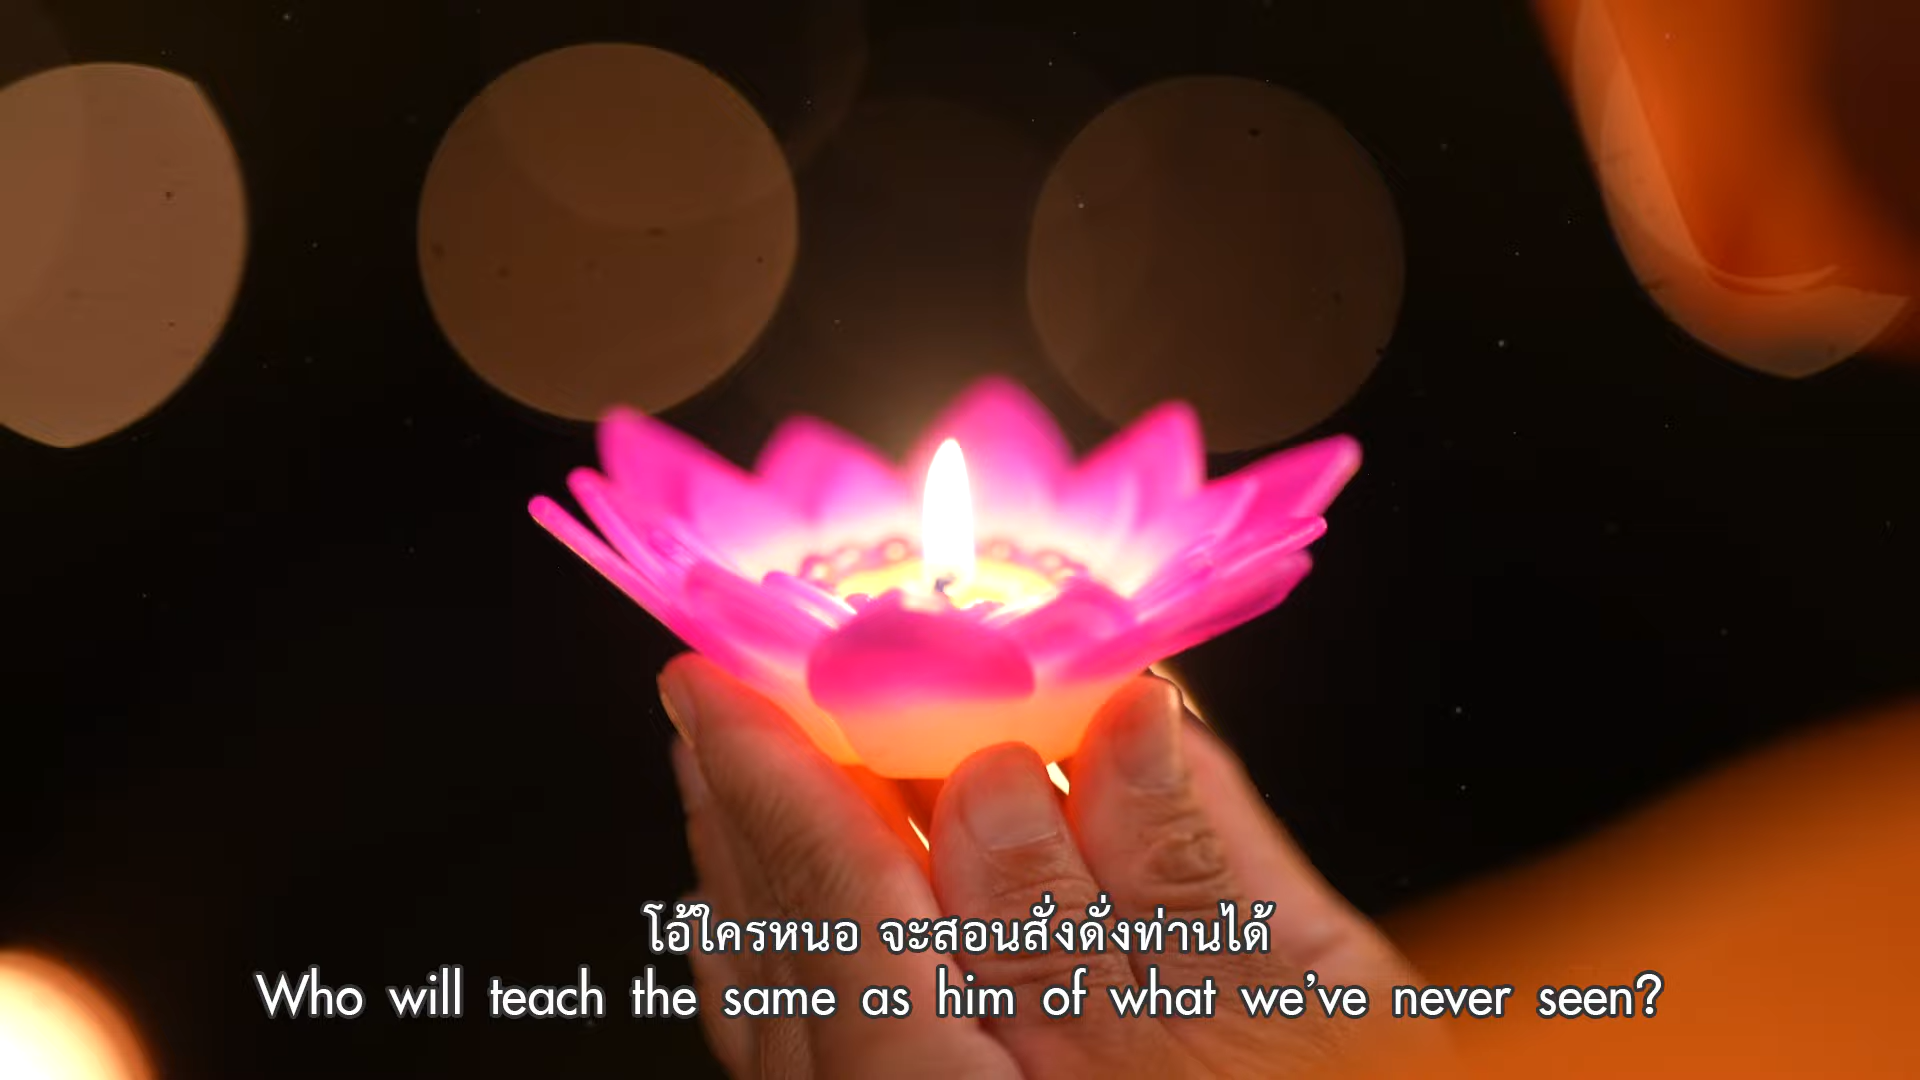 โอ้ใครหนอ จะสอนสั่งดั่งท่านได้
Who will teach the same as him of what we've never seen?